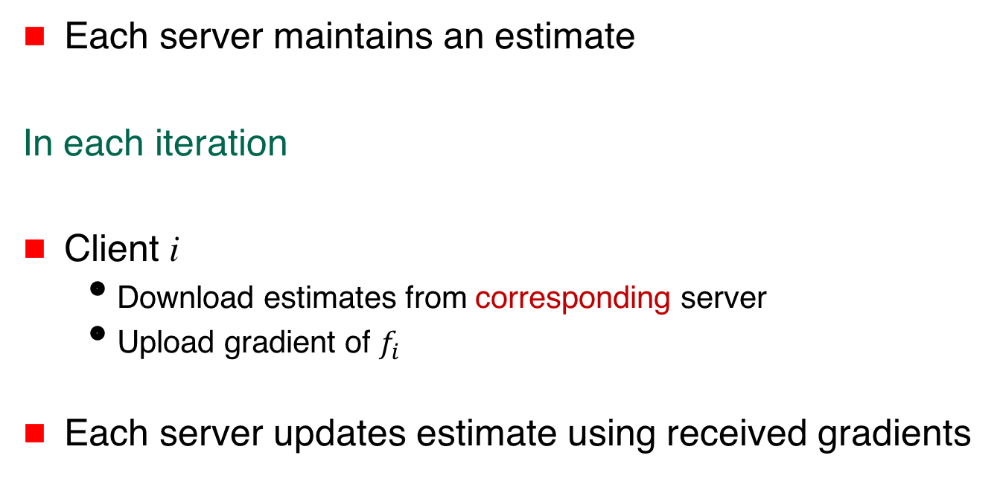 ■ Each server maintains an estimate
In each iteration
■ Client i
• Download estimates from corresponding server
• Upload gradient of fᵢ
■ Each server updates estimate using received gradients